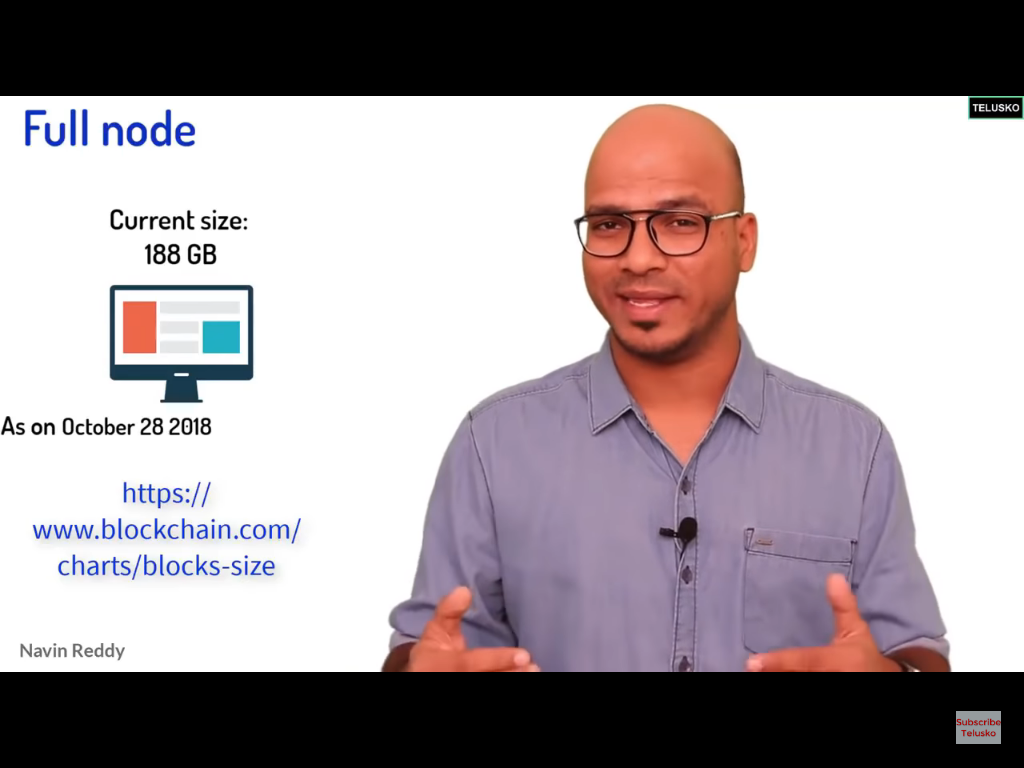 TELUSKO
Full node
Current size:
188 GB
As on October 28 2018
https://
www.blockchain.com/
charts/blocks-size
Navin Reddy
Subscribe
Telusko